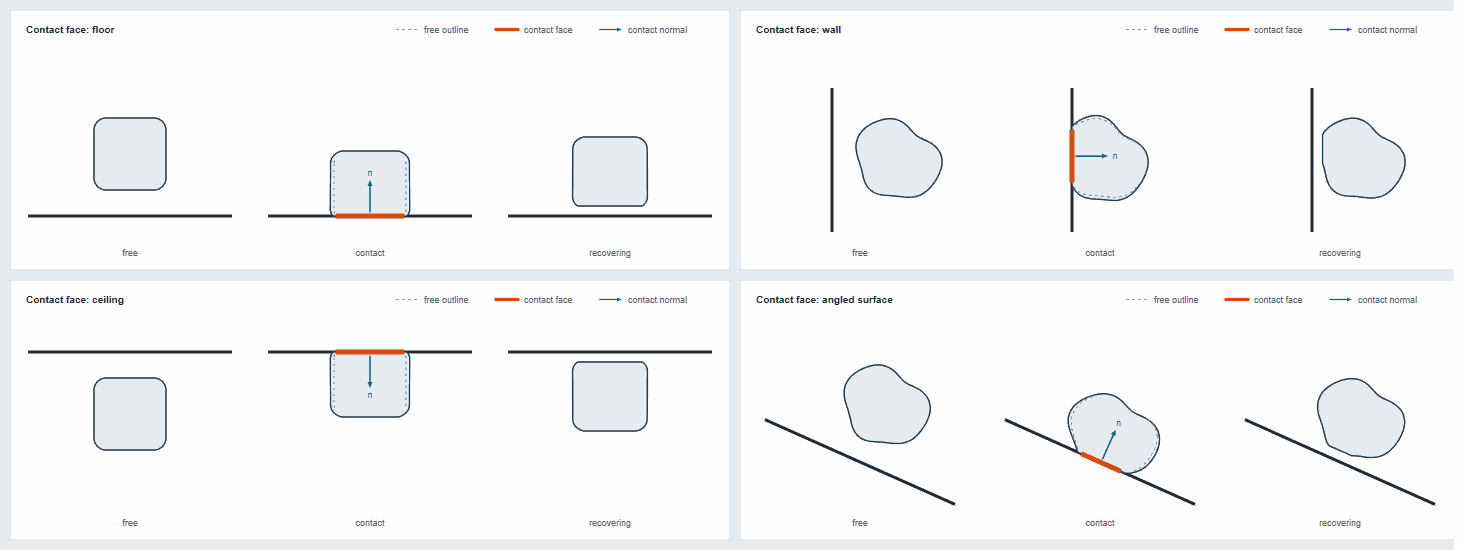 Contact face: floor
free outline contact face contact normal
n
free contact recovering
Contact face: wall
free outline contact face contact normal
n
free contact recovering
Contact face: ceiling
free outline contact face contact normal
n
free contact recovering
Contact face: angled surface
free outline contact face contact normal
n
free contact recovering